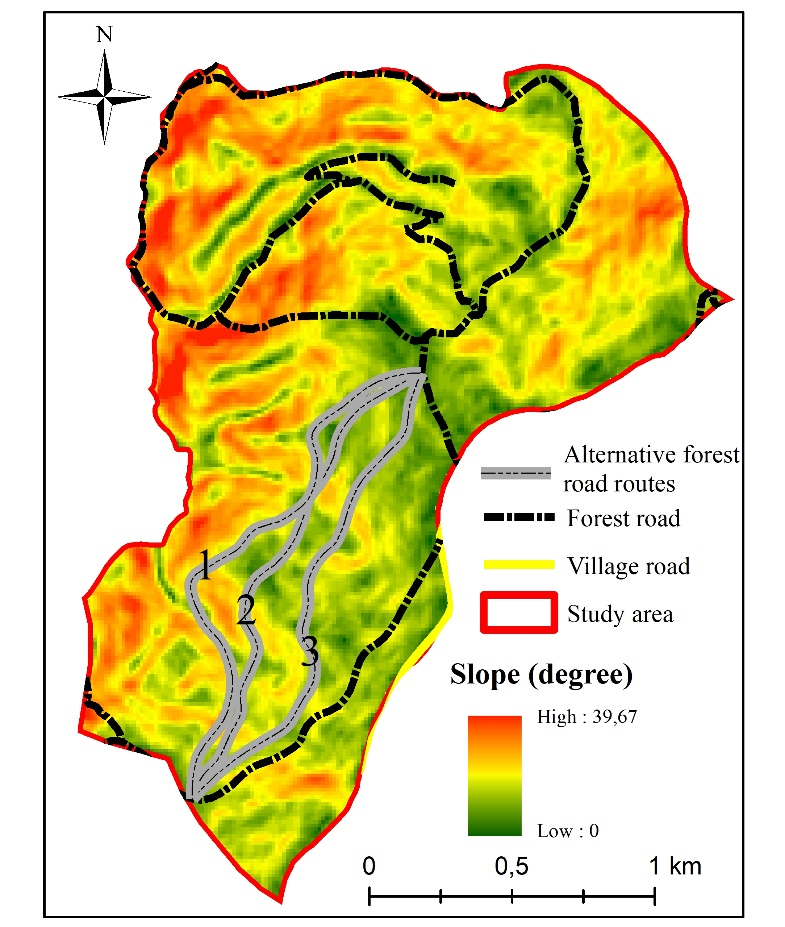 N
1
2
3
Alternative forest
road routes
Forest road
Village road
Study area
Slope (degree)
High : 39,67
Low : 0
0 0,5 1 km